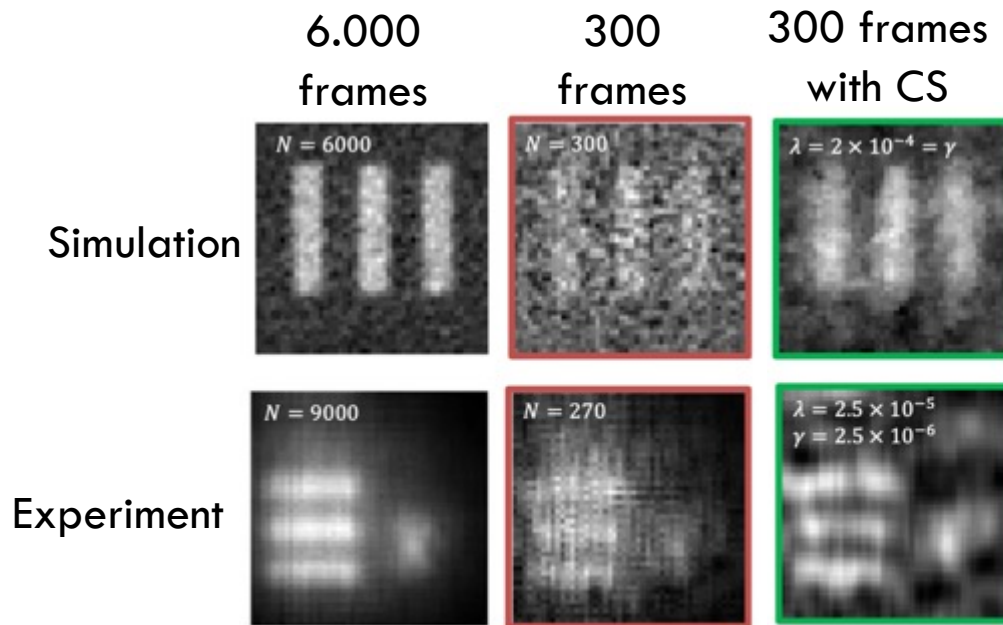 6.000
frames
300
frames
300 frames
with CS
Simulation
N = 6000
N = 300
λ = 2 × 10⁻⁴ = γ
Experiment
N = 9000
N = 270
λ = 2.5 × 10⁻⁵
γ = 2.5 × 10⁻⁶